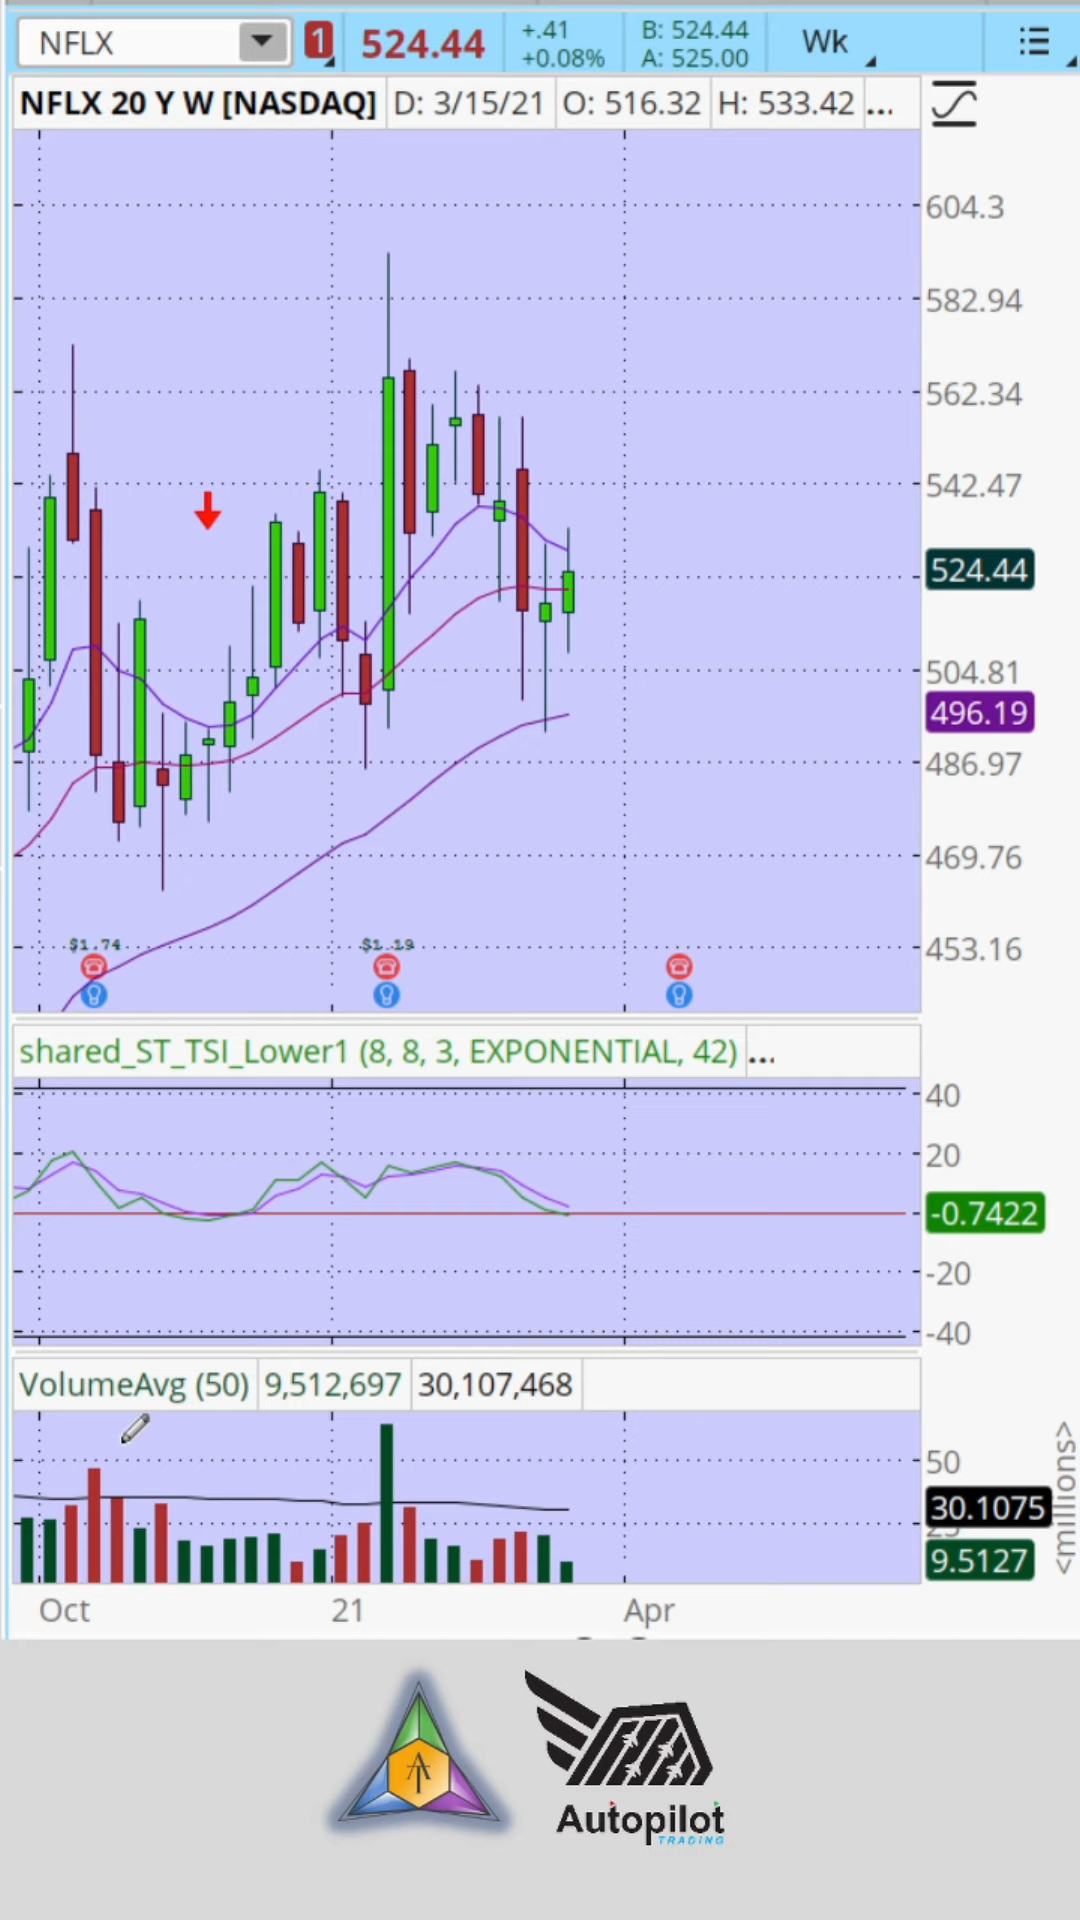 NFLX 1 524.44 +.41 +0.08% B: 524.44 A: 525.00 Wk
NFLX 20 Y W [NASDAQ] D: 3/15/21 O: 516.32 H: 533.42 ...
604.3
582.94
562.34
542.47
524.44
504.81
496.19
486.97
469.76
453.16
$1.74 $1.19
shared_ST_TSI_Lower1 (8, 8, 3, EXPONENTIAL, 42) ...
40
20
-0.7422
-20
-40
VolumeAvg (50) 9,512,697 30,107,468
50
30.1075
25
9.5127
<millions>
Oct 21 Apr
Autopilot
TRADING